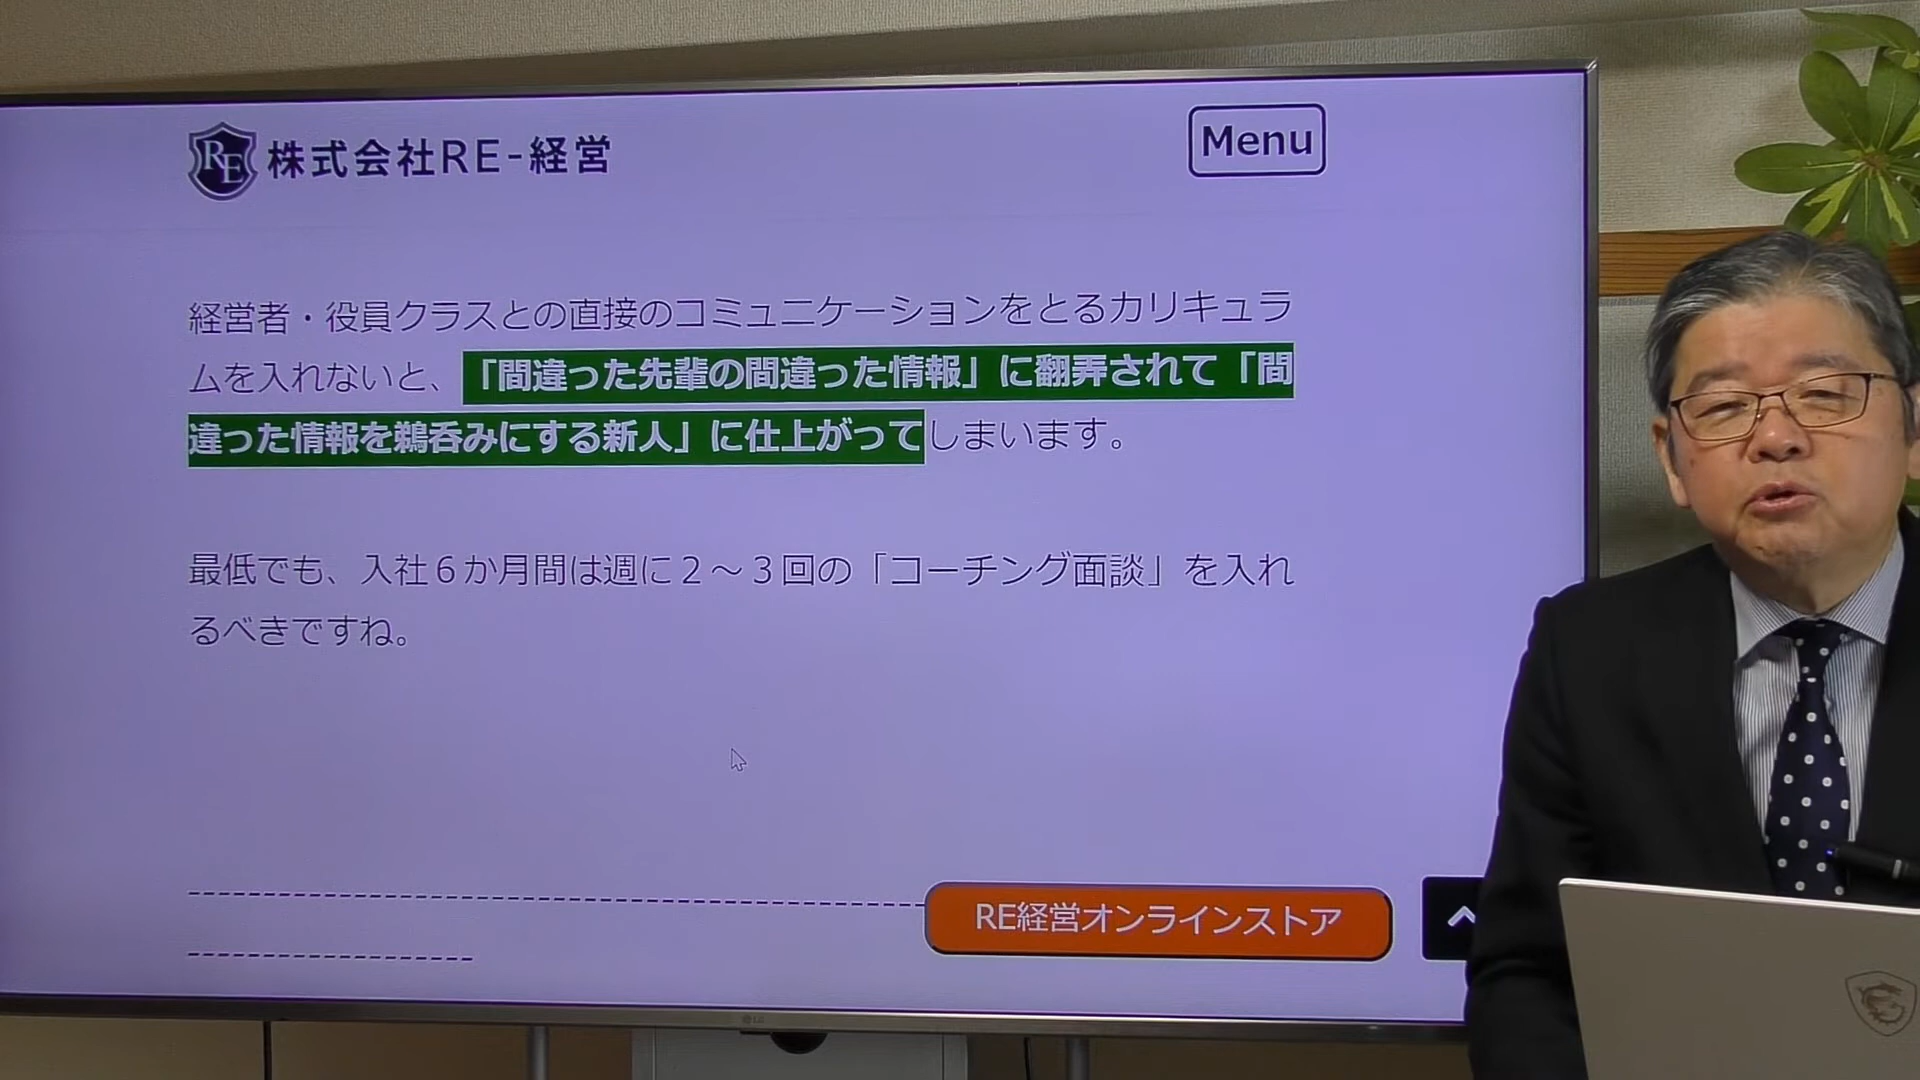 RE 株式会社RE-経営
Menu
経営者・役員クラスとの直接のコミュニケーションをとるカリキュラ
ムを入れないと、「間違った先輩の間違った情報」に翻弄されて「間
違った情報を鵜呑みにする新人」に仕上がってしまいます。
最低でも、入社６か月間は週に２～３回の「コーチング面談」を入れ
るべきですね。
RE経営オンラインストア
LG